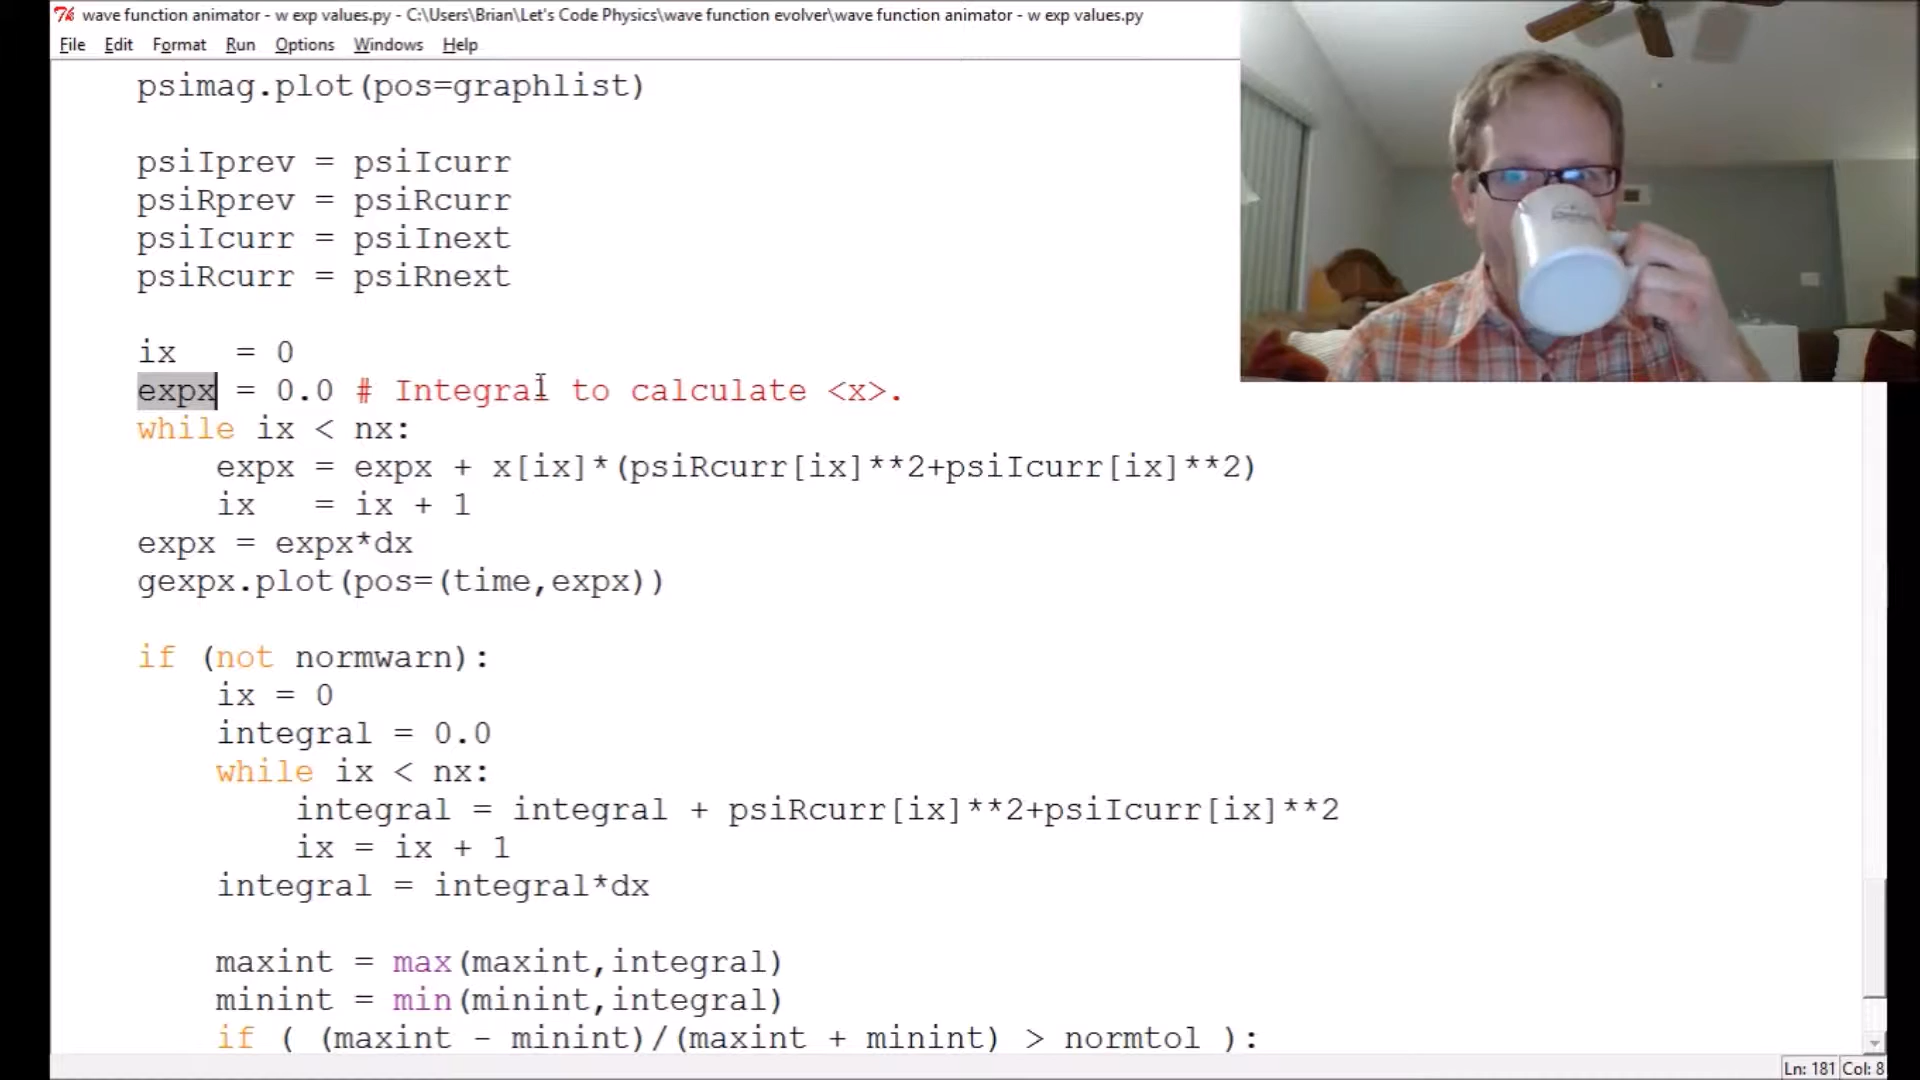 wave function animator - w exp values.py - C:\Users\Brian\Let's Code Physics\wave function evolver\wave function animator - w exp values.py
File Edit Format Run Options Windows Help
psimag.plot(pos=graphlist)
psiIprev = psiIcurr
psiRprev = psiRcurr
psiIcurr = psiInext
psiRcurr = psiRnext
ix   = 0
expx = 0.0 # Integral to calculate <x>.
while ix < nx:
expx = expx + x[ix]*(psiRcurr[ix]**2+psiIcurr[ix]**2)
ix   = ix + 1
expx = expx*dx
gexpx.plot(pos=(time,expx))
if (not normwarn):
ix = 0
integral = 0.0
while ix < nx:
integral = integral + psiRcurr[ix]**2+psiIcurr[ix]**2
ix = ix + 1
integral = integral*dx
maxint = max(maxint,integral)
minint = min(minint,integral)
if ( (maxint - minint)/(maxint + minint) > normtol ):
Ln: 181 Col: 8